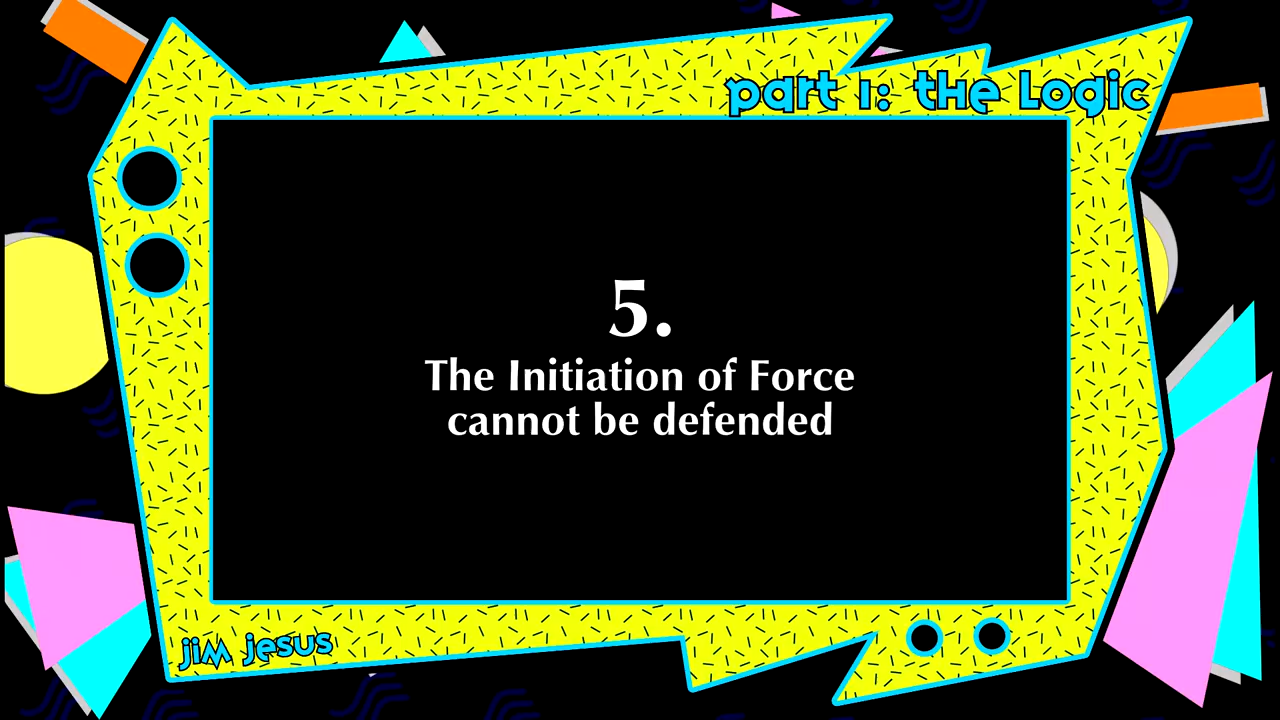 part 1: the Logic
5.
The Initiation of Force
cannot be defended
jim jesus